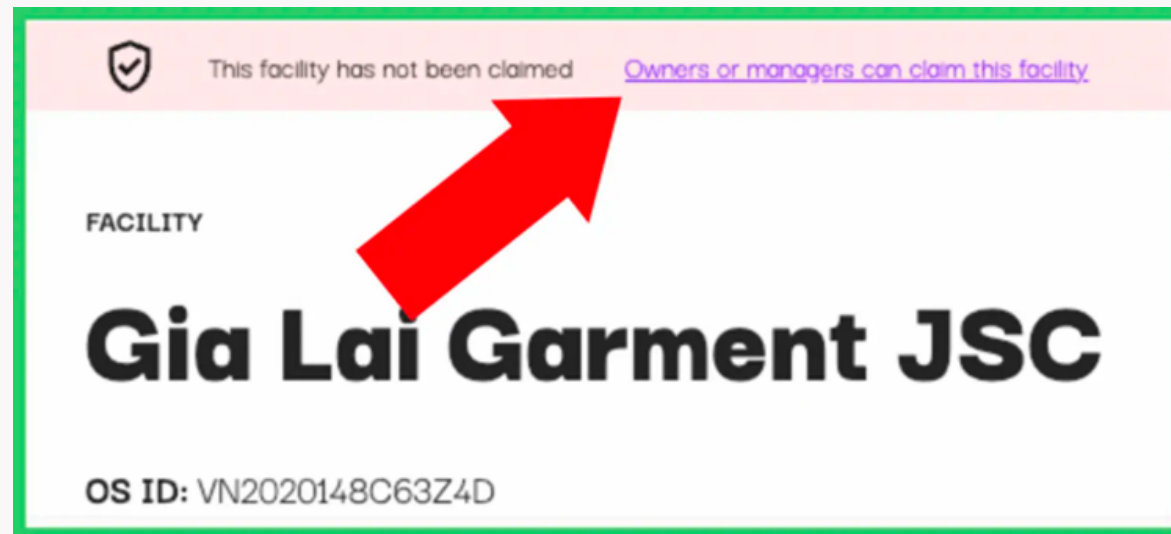 This facility has not been claimed Owners or managers can claim this facility
FACILITY
Gia Lai Garment JSC
OS ID: VN2020148C63Z4D